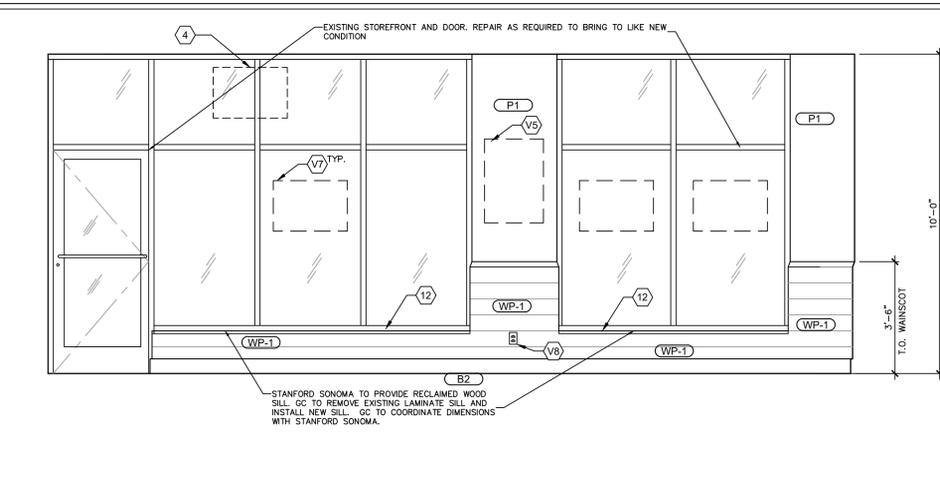 EXISTING STOREFRONT AND DOOR. REPAIR AS REQUIRED TO BRING TO LIKE NEW
CONDITION
4
P1
V5
P1
V7 TYP.
10'-0"
12
12
WP-1
WP-1
WP-1
WP-1
V8
3'-6"
T.O. WAINSCOT
B2
STANFORD SONOMA TO PROVIDE RECLAIMED WOOD
SILL. GC TO REMOVE EXISTING LAMINATE SILL AND
INSTALL NEW SILL. GC TO COORDINATE DIMENSIONS
WITH STANFORD SONOMA.